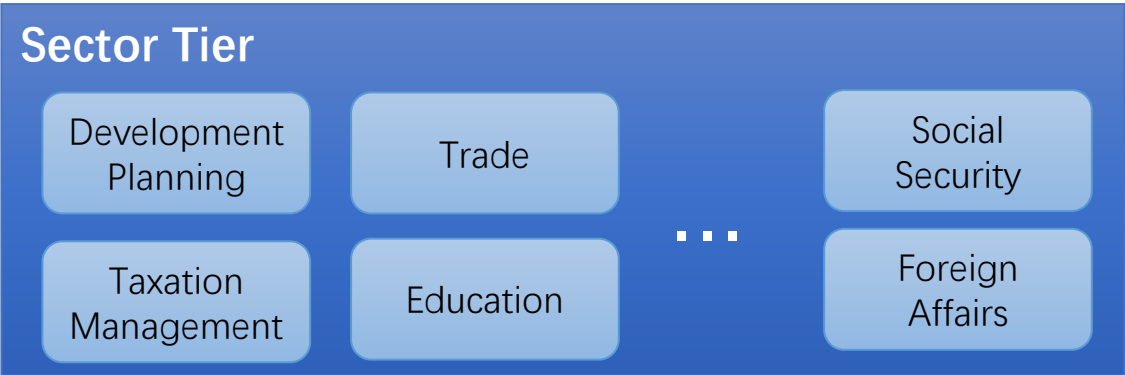 Sector Tier
Development
Planning
Trade
Social
Security
...
Taxation
Management
Education
Foreign
Affairs